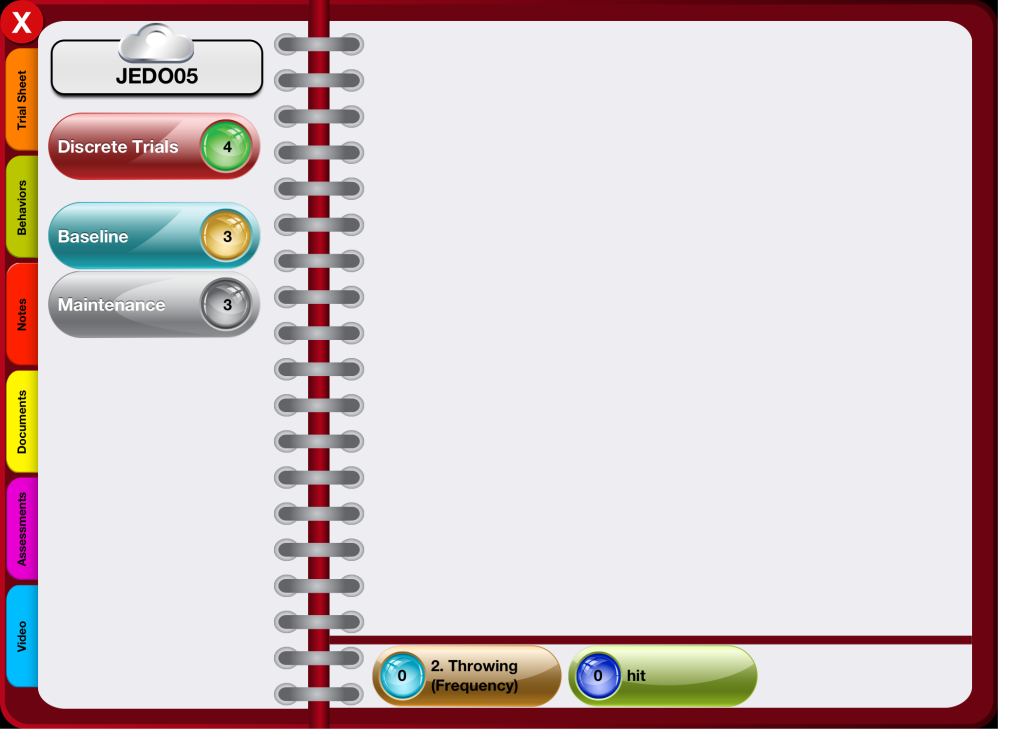 X
JEDO05
Trial Sheet
Behaviors
Notes
Documents
Assessments
Video
Discrete Trials 4
Baseline 3
Maintenance 3
0 2. Throwing
(Frequency)
0 hit